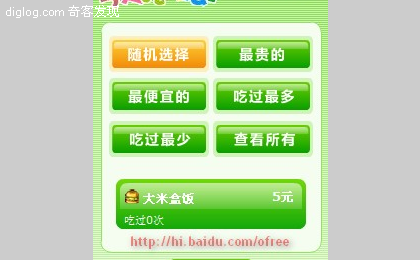 diglog.com 奇客发现
随机选择 最贵的
最便宜的 吃过最多
吃过最少 查看所有
大米盒饭 5元
吃过0次
http://hi.baidu.com/ofree